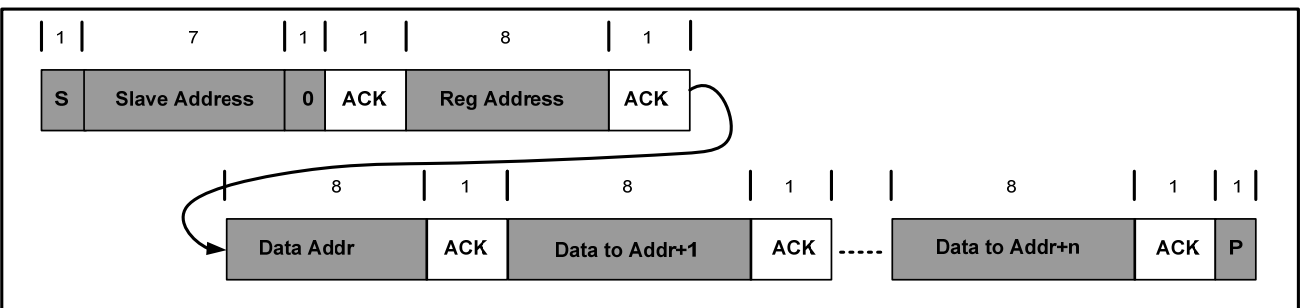 1 7 1 1 8 1
S Slave Address 0 ACK Reg Address ACK
8 1 8 1 8 1 1
Data Addr ACK Data to Addr+1 ACK Data to Addr+n ACK P